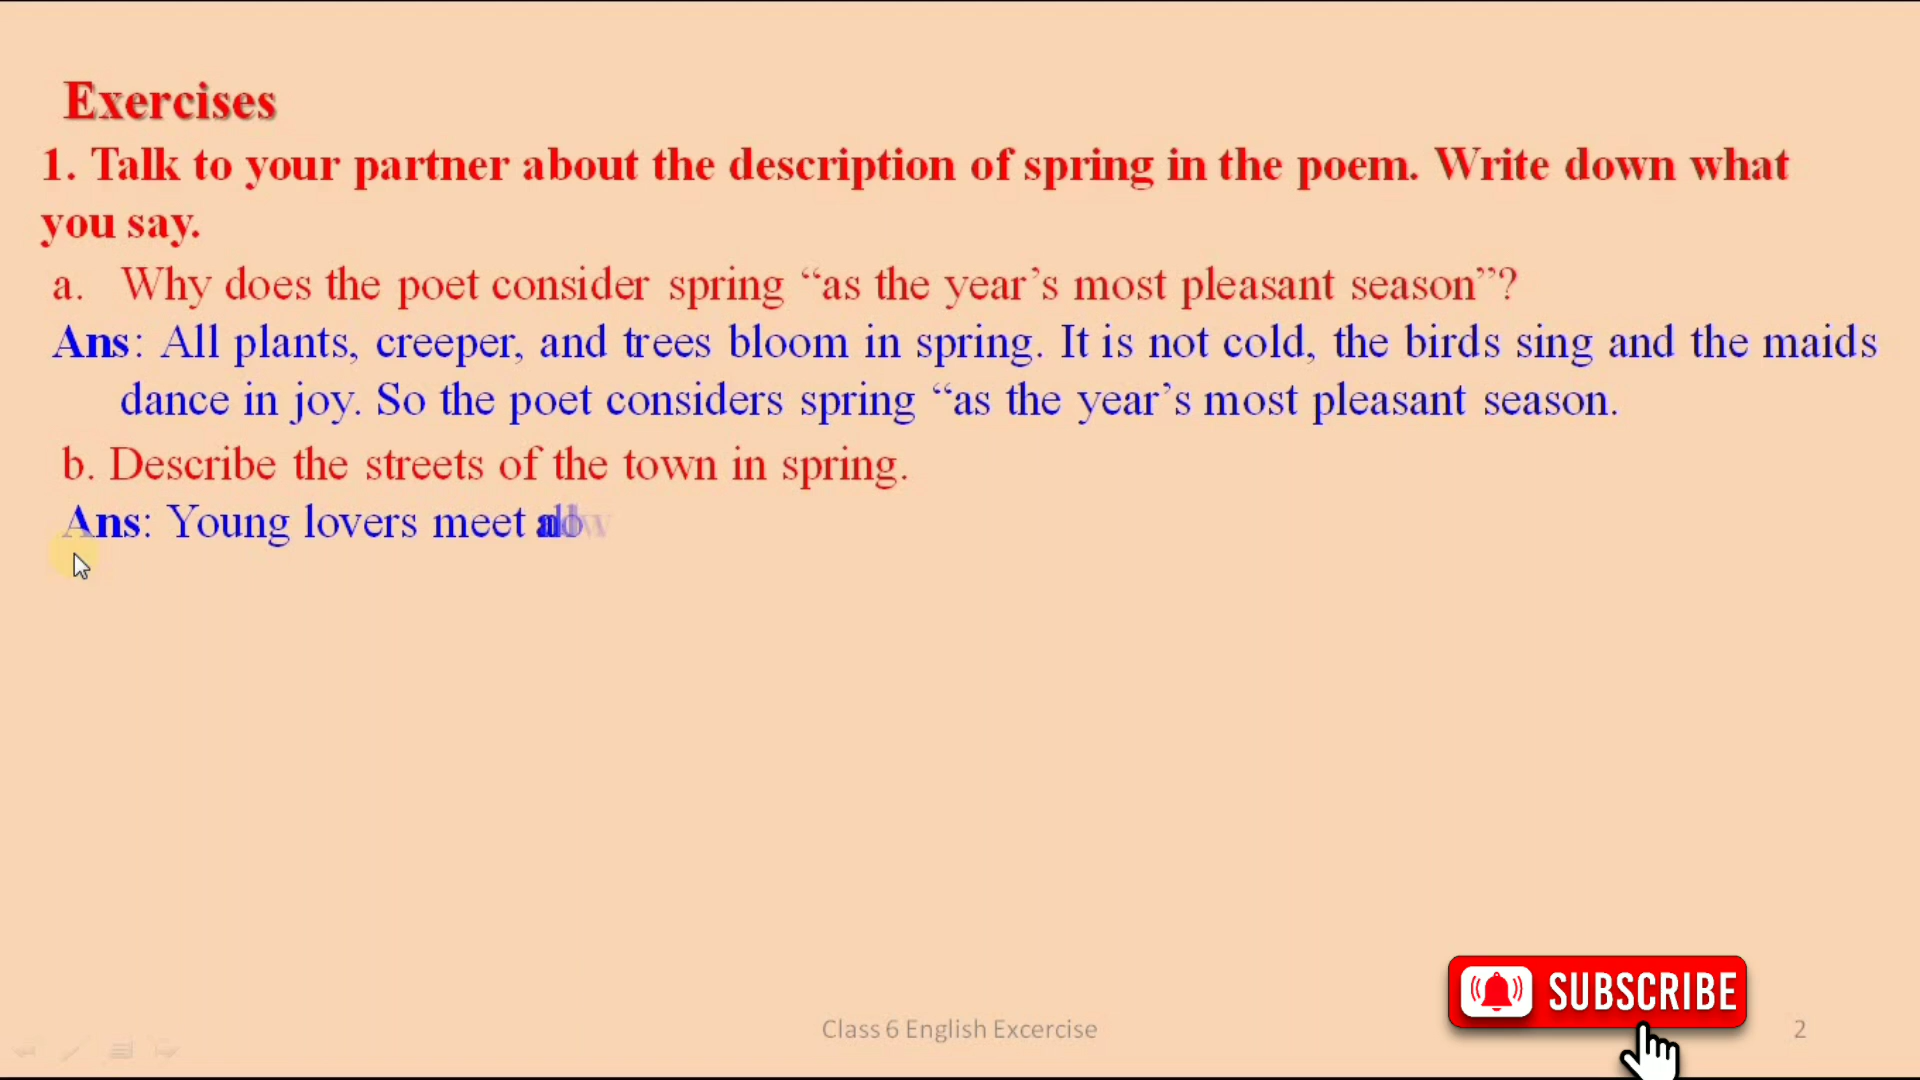 Exercises
1. Talk to your partner about the description of spring in the poem. Write down what
you say.
a. Why does the poet consider spring “as the year’s most pleasant season”?
Ans: All plants, creeper, and trees bloom in spring. It is not cold, the birds sing and the maids
dance in joy. So the poet considers spring “as the year’s most pleasant season.
b. Describe the streets of the town in spring.
Ans: Young lovers meet
SUBSCRIBE
Class 6 English Excercise
2